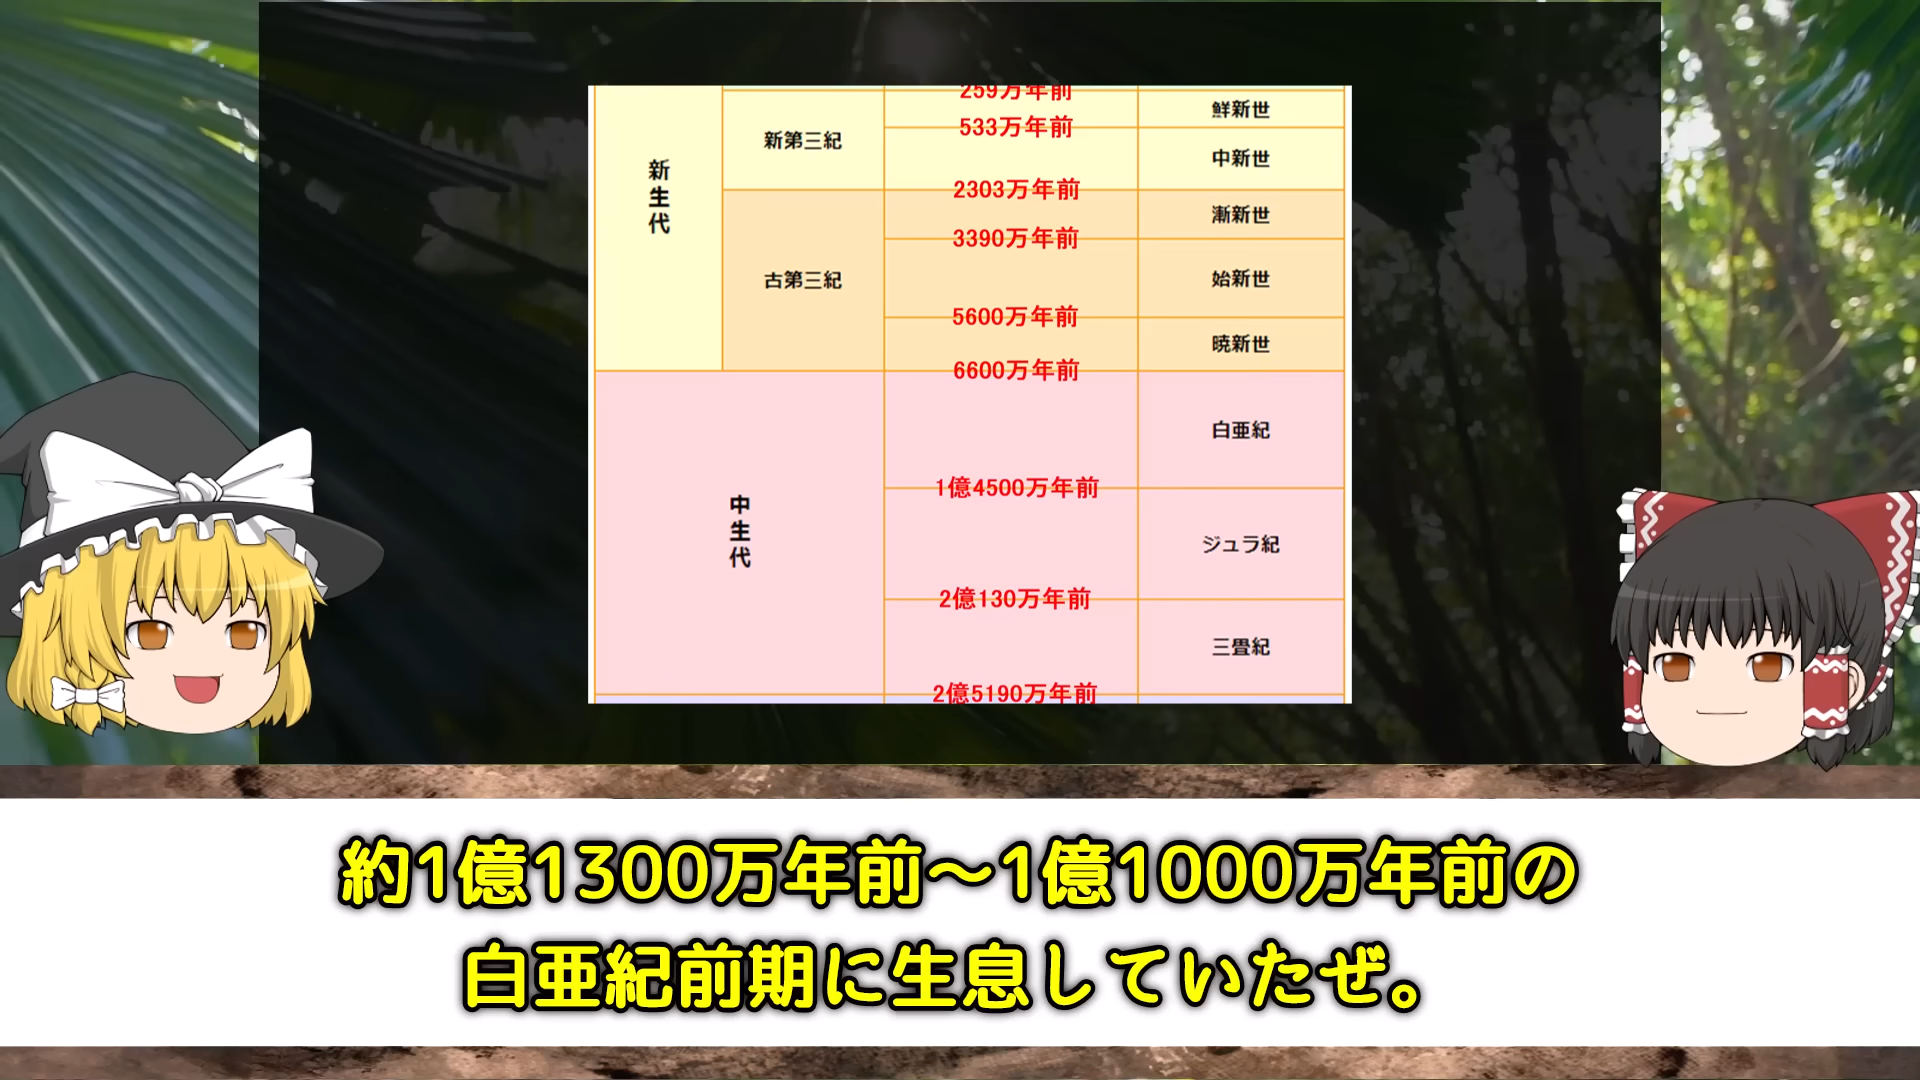 新生代
新第三紀
259万年前
鮮新世
533万年前
中新世
2303万年前
古第三紀
漸新世
3390万年前
始新世
5600万年前
暁新世
6600万年前
中生代
白亜紀
1億4500万年前
ジュラ紀
2億130万年前
三畳紀
2億5190万年前
約1億1300万年前〜1億1000万年前の
白亜紀前期に生息していたぜ。